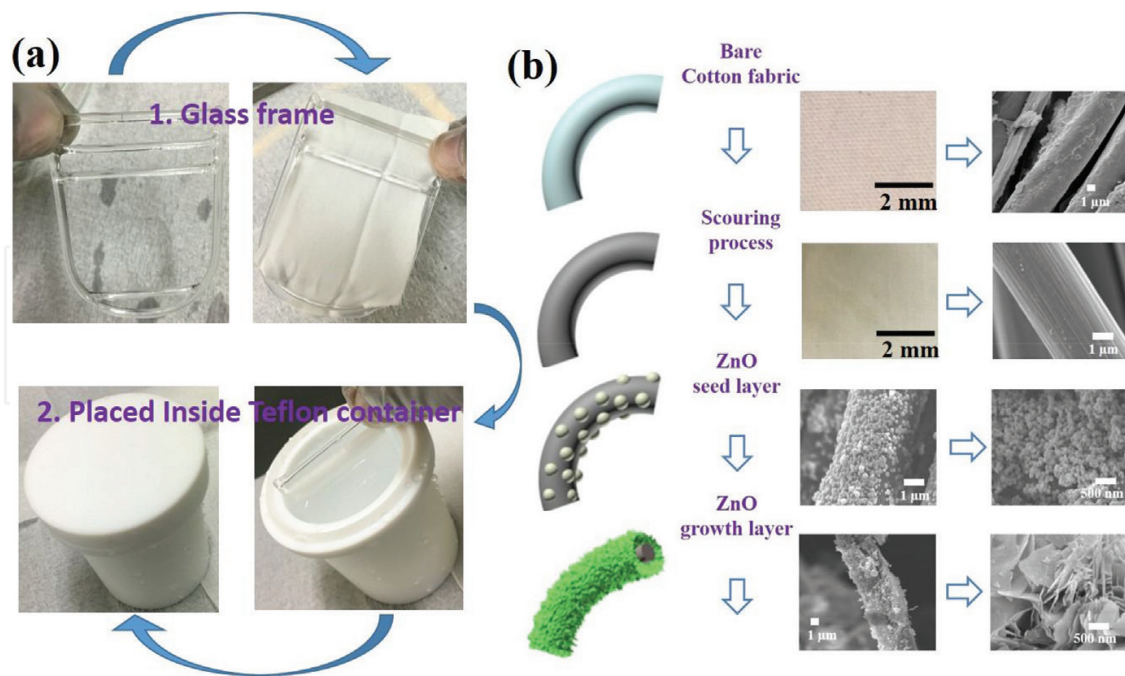 (a)
1. Glass frame
2. Placed Inside Teflon container
(b)
Bare
Cotton fabric
2 mm
1 µm
Scouring
process
2 mm
1 µm
ZnO
seed layer
1 µm
500 nm
ZnO
growth layer
1 µm
500 nm